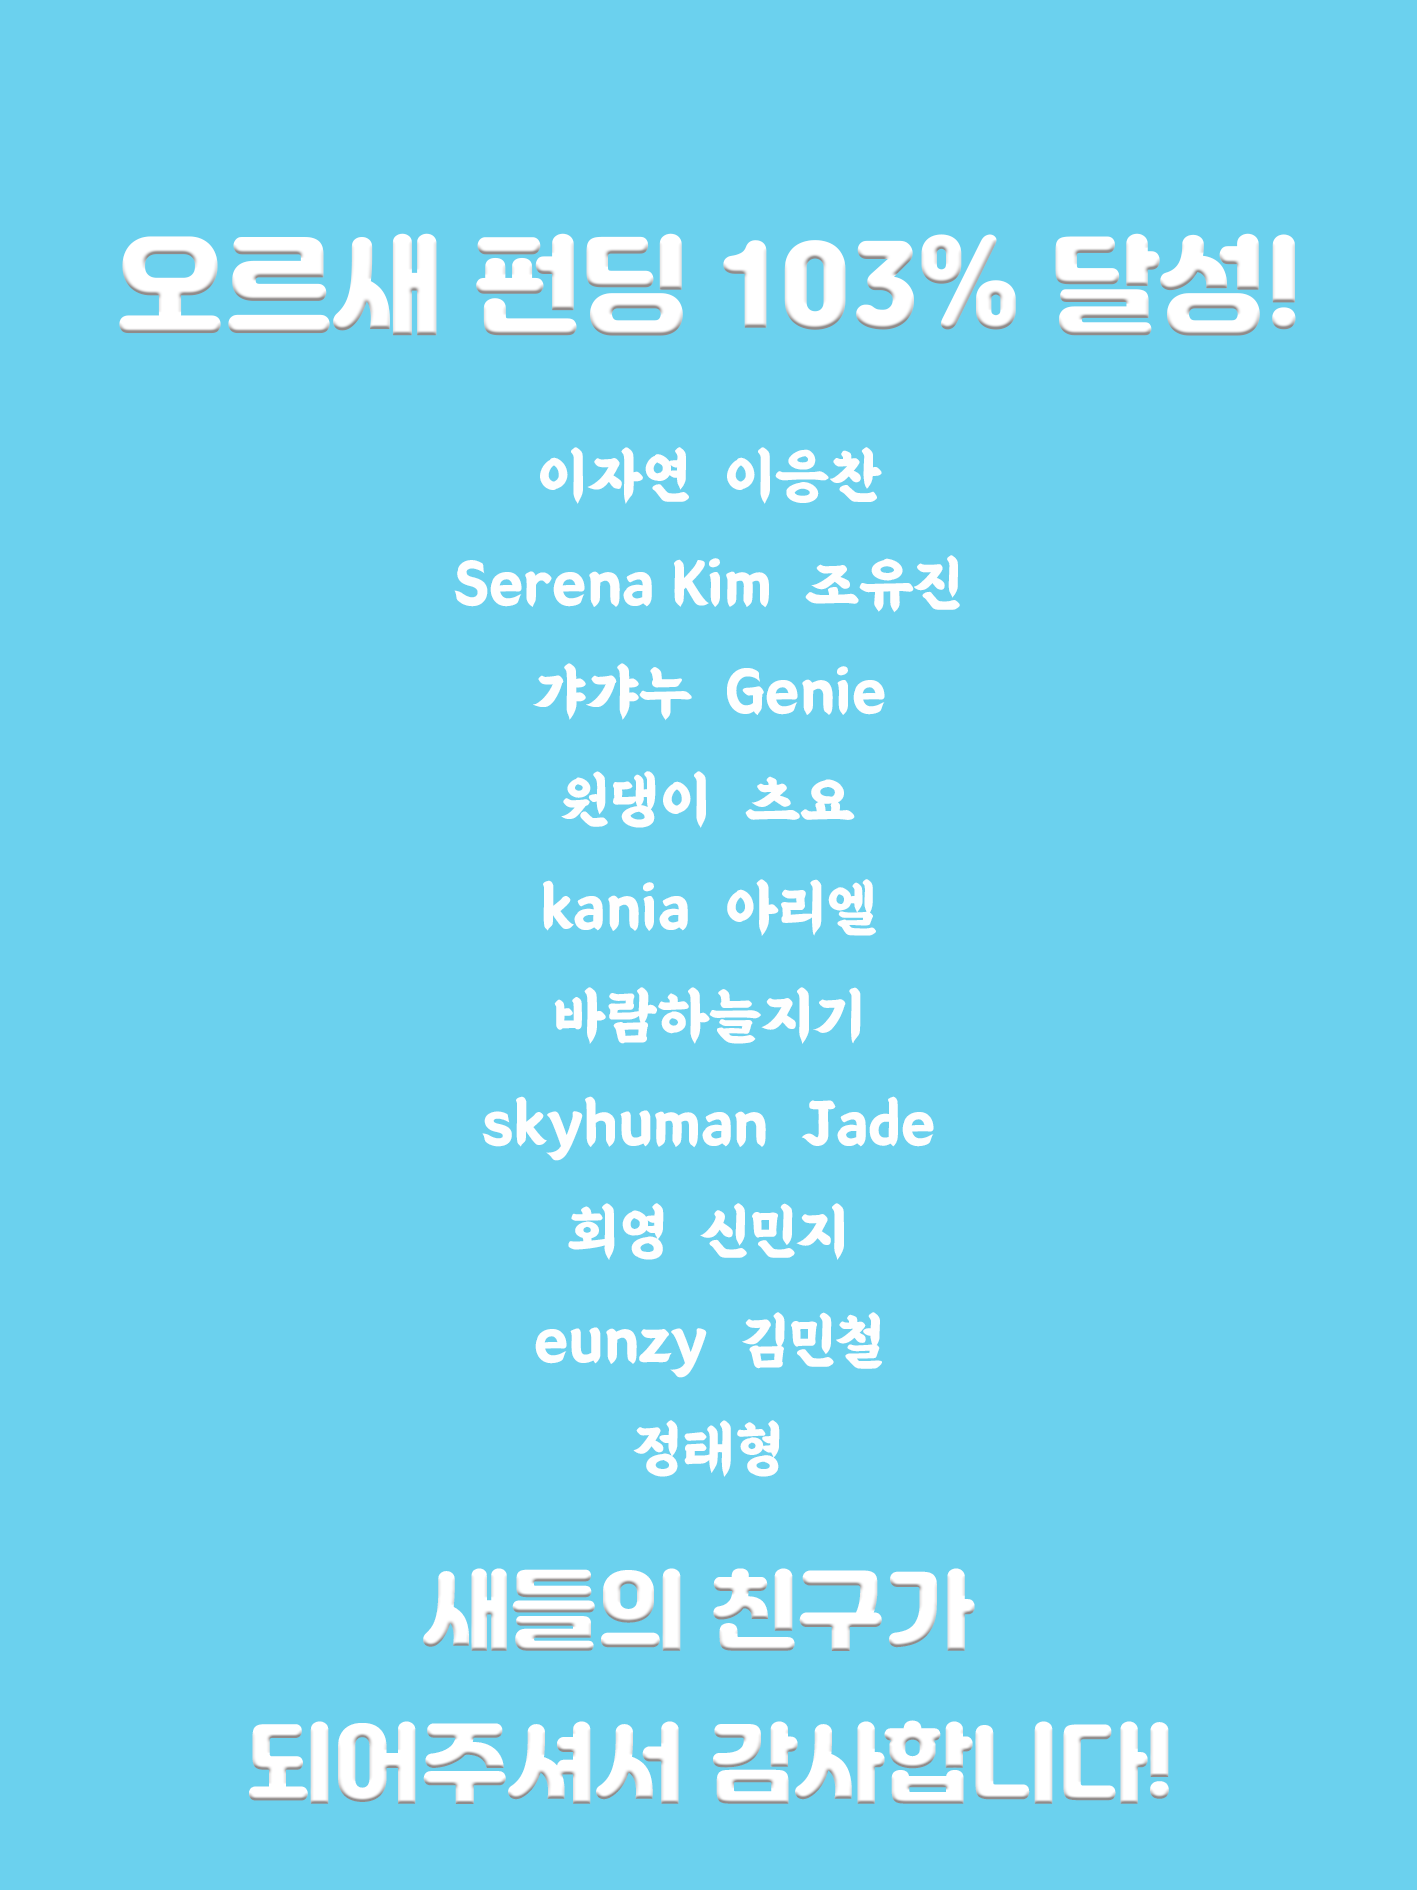 오르새 펀딩 103% 달성!
이자연 이응찬
Serena Kim 조유진
갸갸누 Genie
윗댕이 츠요
kania 아리엘
바람하늘지기
skyhuman Jade
회영 신민지
eunzy 김민철
정태형
새들의 친구가
되어주셔서 감사합니다!